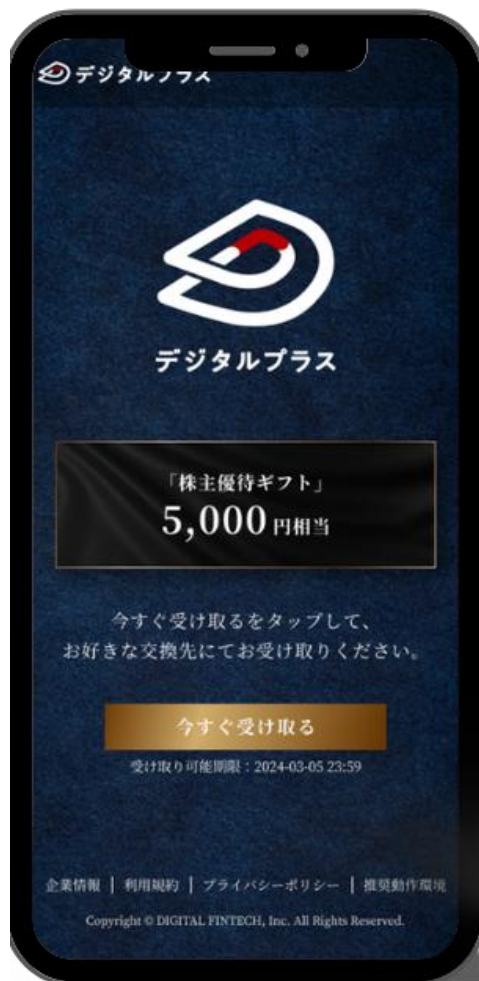 デジタルプラス
デジタルプラス
「株主優待ギフト」
5,000円相当
今すぐ受け取るをタップして、
お好きな交換先にてお受け取りください。
今すぐ受け取る
受け取り可能期限：2024-03-05 23:59
企業情報 | 利用規約 | プライバシーポリシー | 推奨動作環境
Copyright © DIGITAL FINTECH, Inc. All Rights Reserved.